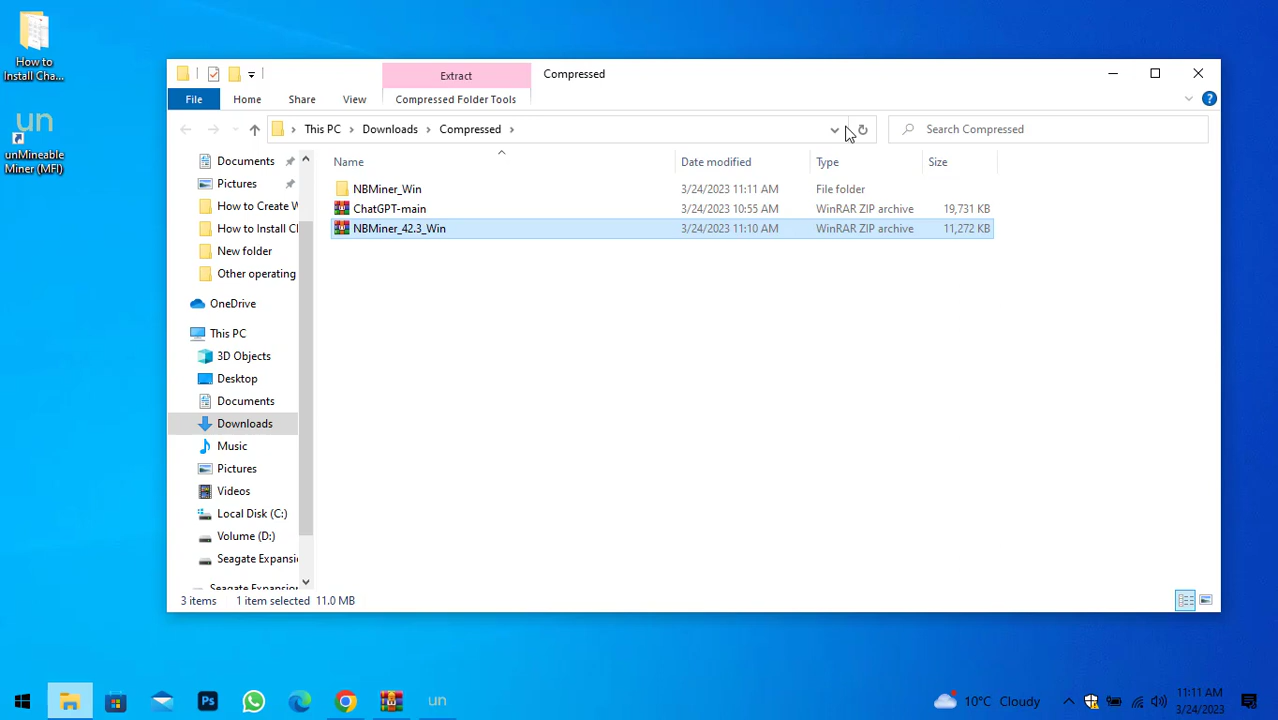 How to
Install Cha...
un
unMineable
Miner (MFI)
Extract
Compressed
File
Home
Share
View
Compressed Folder Tools
This PC
Downloads
Compressed
Search Compressed
Name
Date modified
Type
Size
NBMiner_Win
3/24/2023 11:11 AM
File folder
ChatGPT-main
3/24/2023 10:55 AM
WinRAR ZIP archive
19,731 KB
NBMiner_42.3_Win
3/24/2023 11:10 AM
WinRAR ZIP archive
11,272 KB
Documents
Pictures
How to Create W
How to Install Cl
New folder
Other operating
OneDrive
This PC
3D Objects
Desktop
Documents
Downloads
Music
Pictures
Videos
Local Disk (C:)
Volume (D:)
Seagate Expansi
Seagate Expansi
3 items
1 item selected
11.0 MB
Ps
un
10°C Cloudy
11:11 AM
3/24/2023